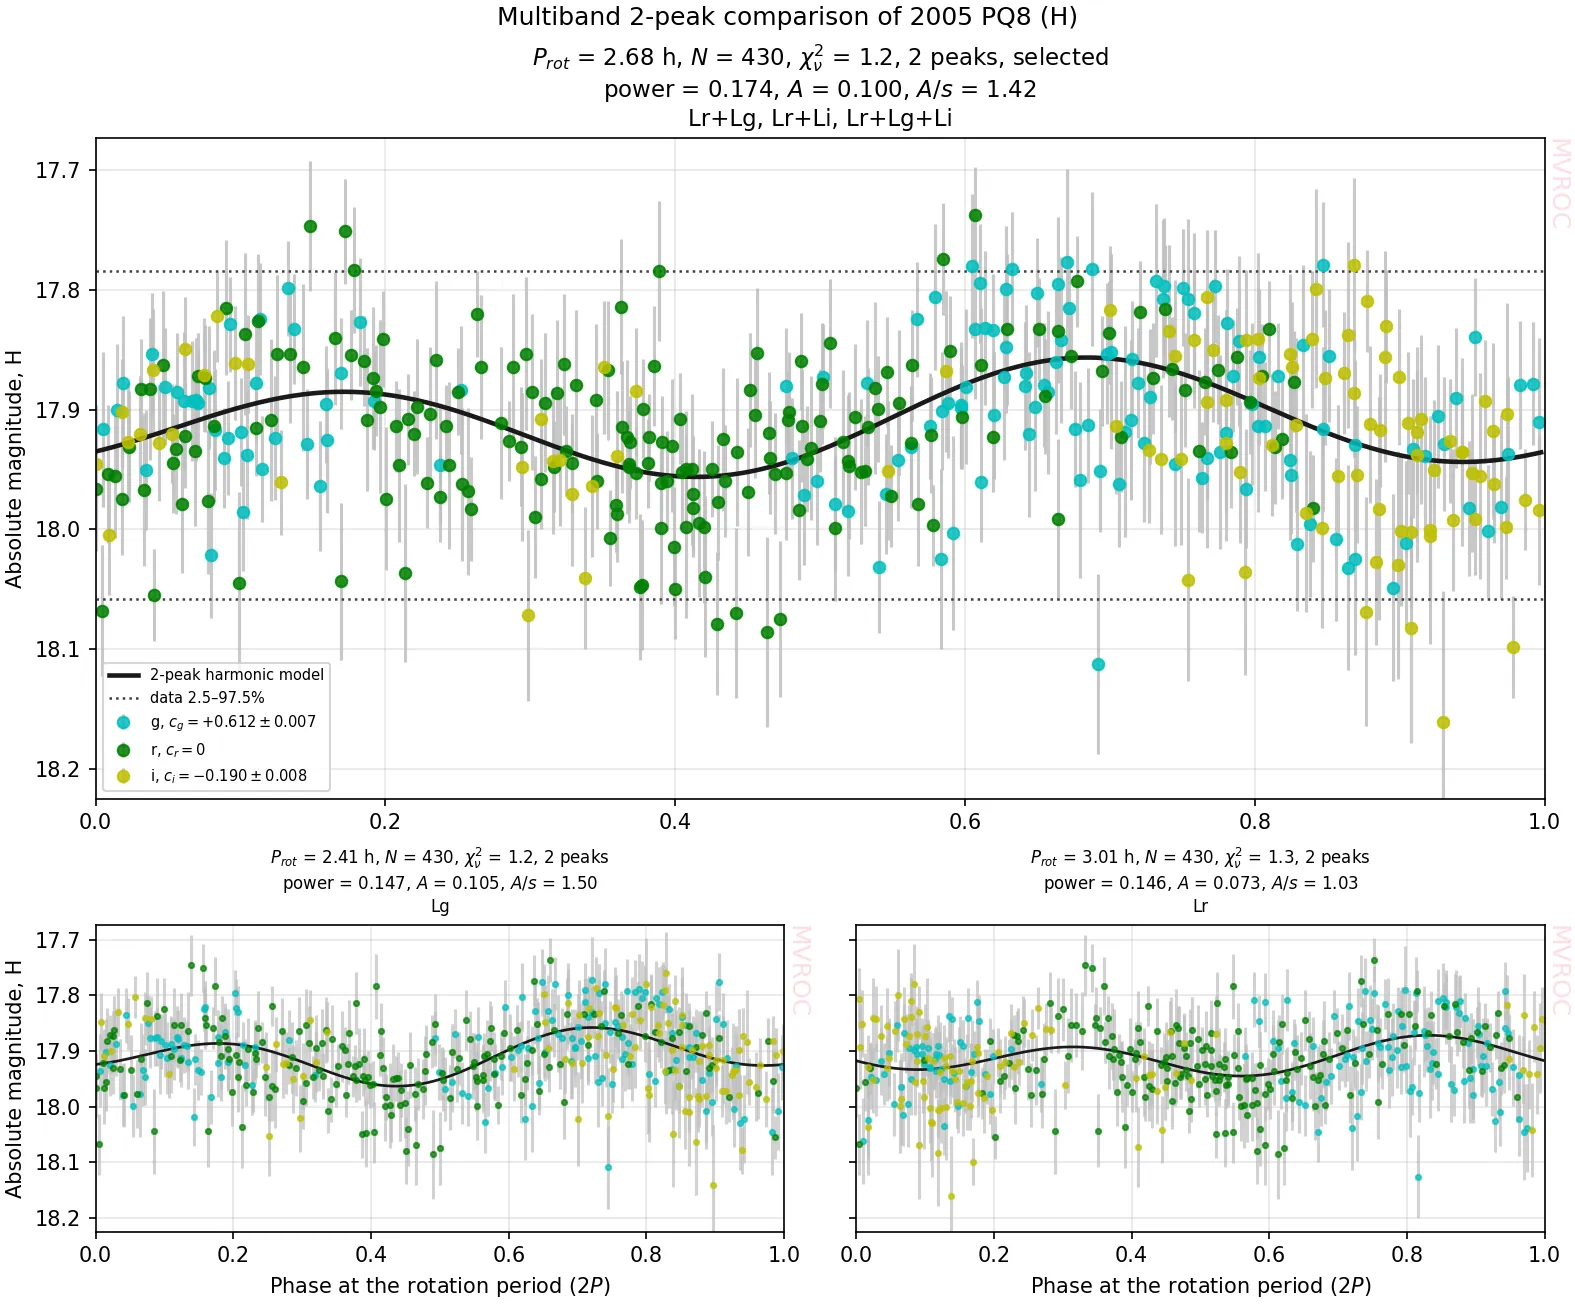 Multiband 2-peak comparison of 2005 PQ8 (H)
P_rot = 2.68 h, N = 430, χ²_ν = 1.2, 2 peaks, selected
power = 0.174, A = 0.100, A/s = 1.42
Lr+Lg, Lr+Li, Lr+Lg+Li
MVROC
Absolute magnitude, H
17.7
17.8
17.9
18.0
18.1
18.2
2-peak harmonic model
data 2.5–97.5%
g, c_g = +0.612 ± 0.007
r, c_r = 0
i, c_i = −0.190 ± 0.008
0.0 0.2 0.4 0.6 0.8 1.0
P_rot = 2.41 h, N = 430, χ²_ν = 1.2, 2 peaks
power = 0.147, A = 0.105, A/s = 1.50
Lg
MVROC
Absolute magnitude, H
17.7
17.8
17.9
18.0
18.1
18.2
0.0 0.2 0.4 0.6 0.8 1.0
Phase at the rotation period (2P)
P_rot = 3.01 h, N = 430, χ²_ν = 1.3, 2 peaks
power = 0.146, A = 0.073, A/s = 1.03
Lr
MVROC
0.0 0.2 0.4 0.6 0.8 1.0
Phase at the rotation period (2P)